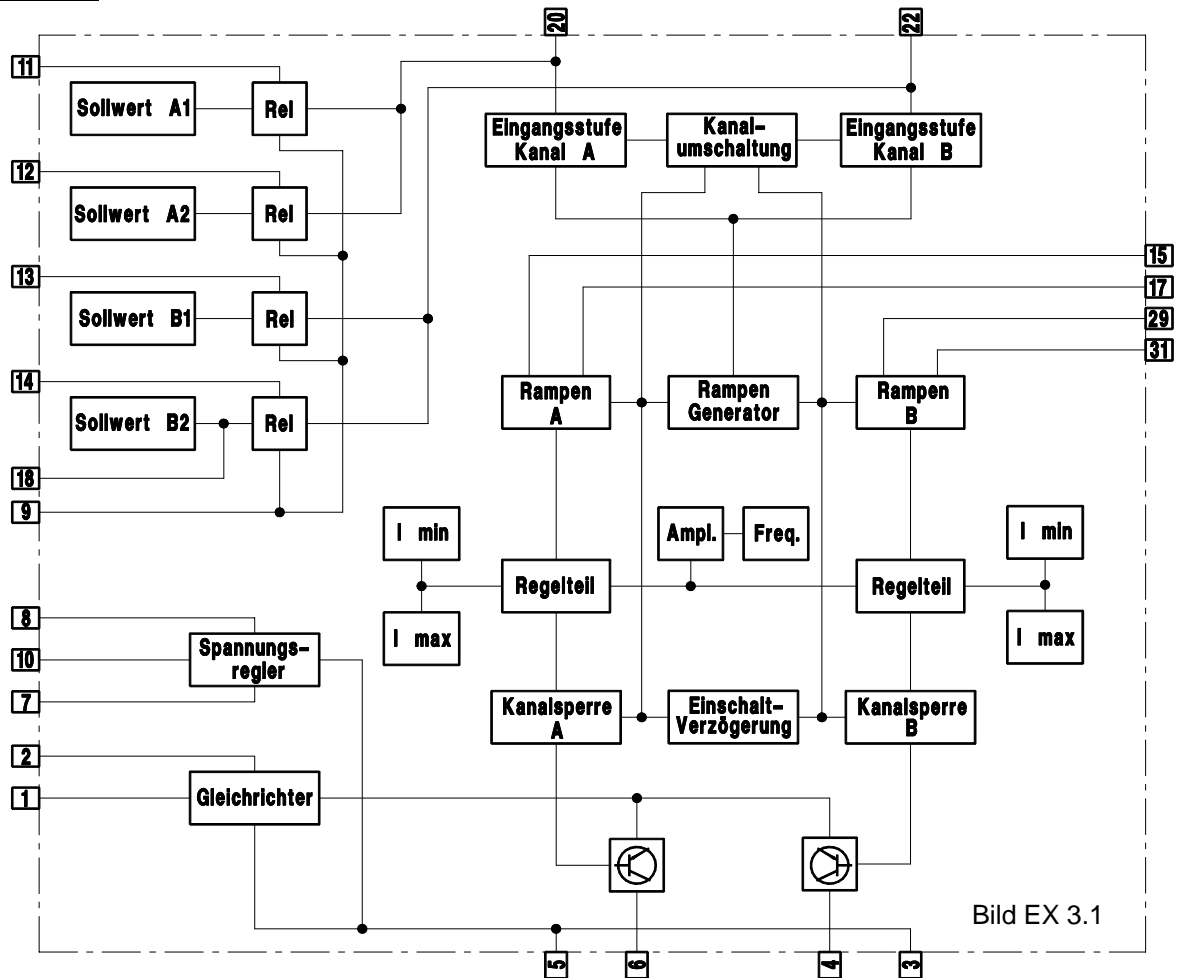 20
22
11
Sollwert A1
Rel
Eingangsstufe
Kanal A
Kanal-
umschaltung
Eingangsstufe
Kanal B
12
Sollwert A2
Rel
13
Sollwert B1
Rel
15
17
29
31
14
Sollwert B2
Rel
Rampen
A
Rampen
Generator
Rampen
B
18
9
I min
Ampl.
Freq.
I min
Regelteil
Regelteil
I max
I max
8
10
7
Spannungs-
regler
Kanalsperre
A
Einschalt-
Verzögerung
Kanalsperre
B
2
1
Gleichrichter
Bild EX 3.1
5
6
4
3